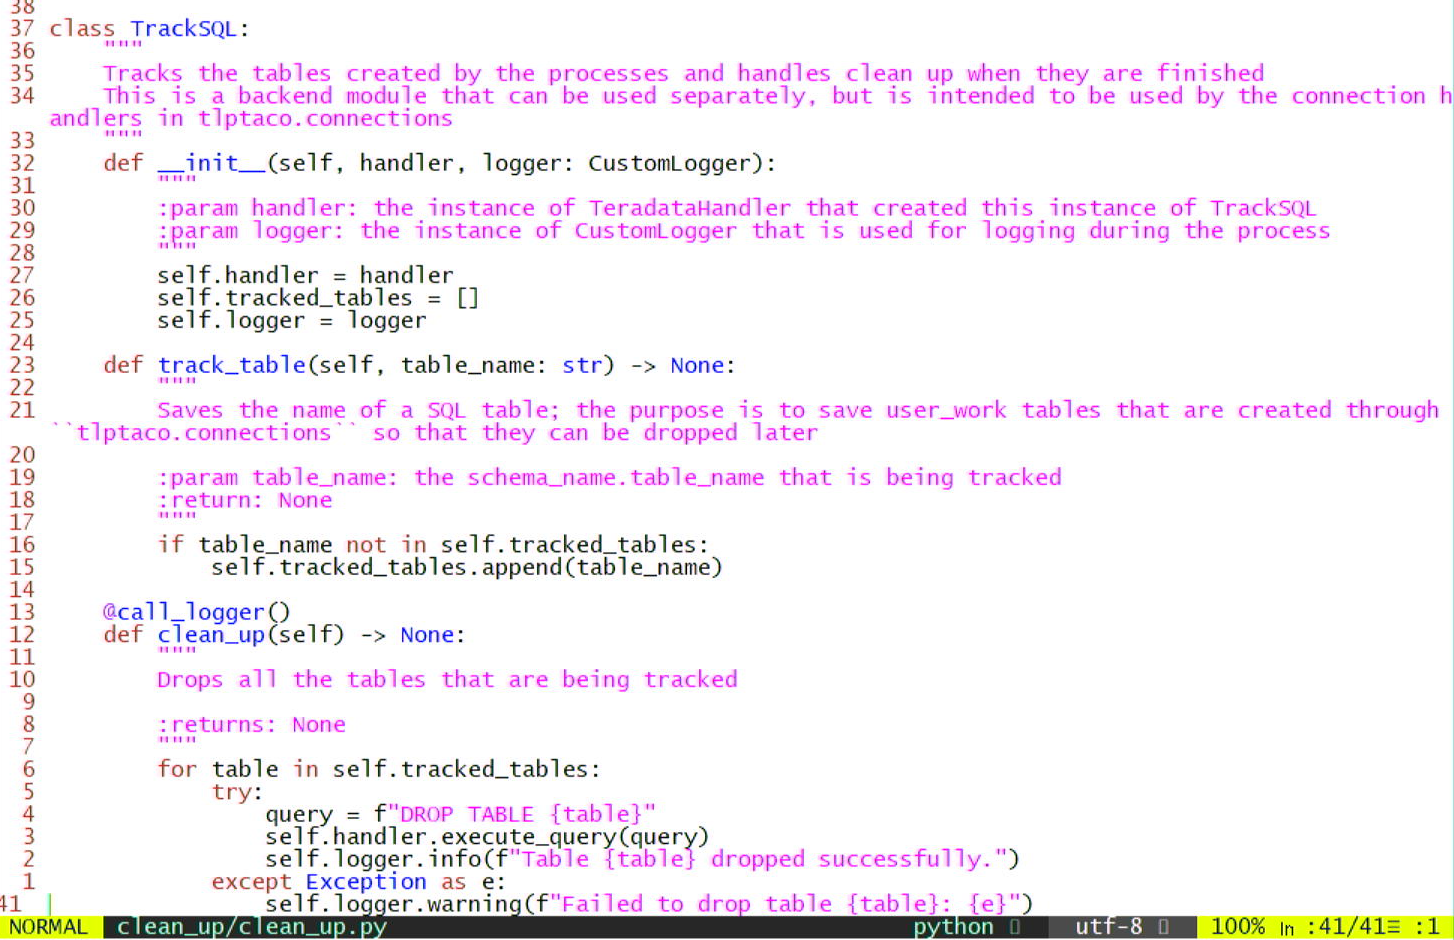 38
37 class TrackSQL:
36     """
35     Tracks the tables created by the processes and handles clean up when they are finished
34     This is a backend module that can be used separately, but is intended to be used by the connection h
andlers in tlptaco.connections
33     """
32     def __init__(self, handler, logger: CustomLogger):
31         """
30         :param handler: the instance of TeradataHandler that created this instance of TrackSQL
29         :param logger: the instance of CustomLogger that is used for logging during the process
28         """
27         self.handler = handler
26         self.tracked_tables = []
25         self.logger = logger
24
23     def track_table(self, table_name: str) -> None:
22         """
21         Saves the name of a SQL table; the purpose is to save user_work tables that are created through
``tlptaco.connections`` so that they can be dropped later
20
19         :param table_name: the schema_name.table_name that is being tracked
18         :return: None
17         """
16         if table_name not in self.tracked_tables:
15             self.tracked_tables.append(table_name)
14
13     @call_logger()
12     def clean_up(self) -> None:
11         """
10         Drops all the tables that are being tracked
9
8         :returns: None
7         """
6         for table in self.tracked_tables:
5             try:
4                 query = f"DROP TABLE {table}"
3                 self.handler.execute_query(query)
2                 self.logger.info(f"Table {table} dropped successfully.")
1             except Exception as e:
41                 self.logger.warning(f"Failed to drop table {table}: {e}")
NORMAL clean_up/clean_up.py python utf-8 100% ln :41/41≡ :1